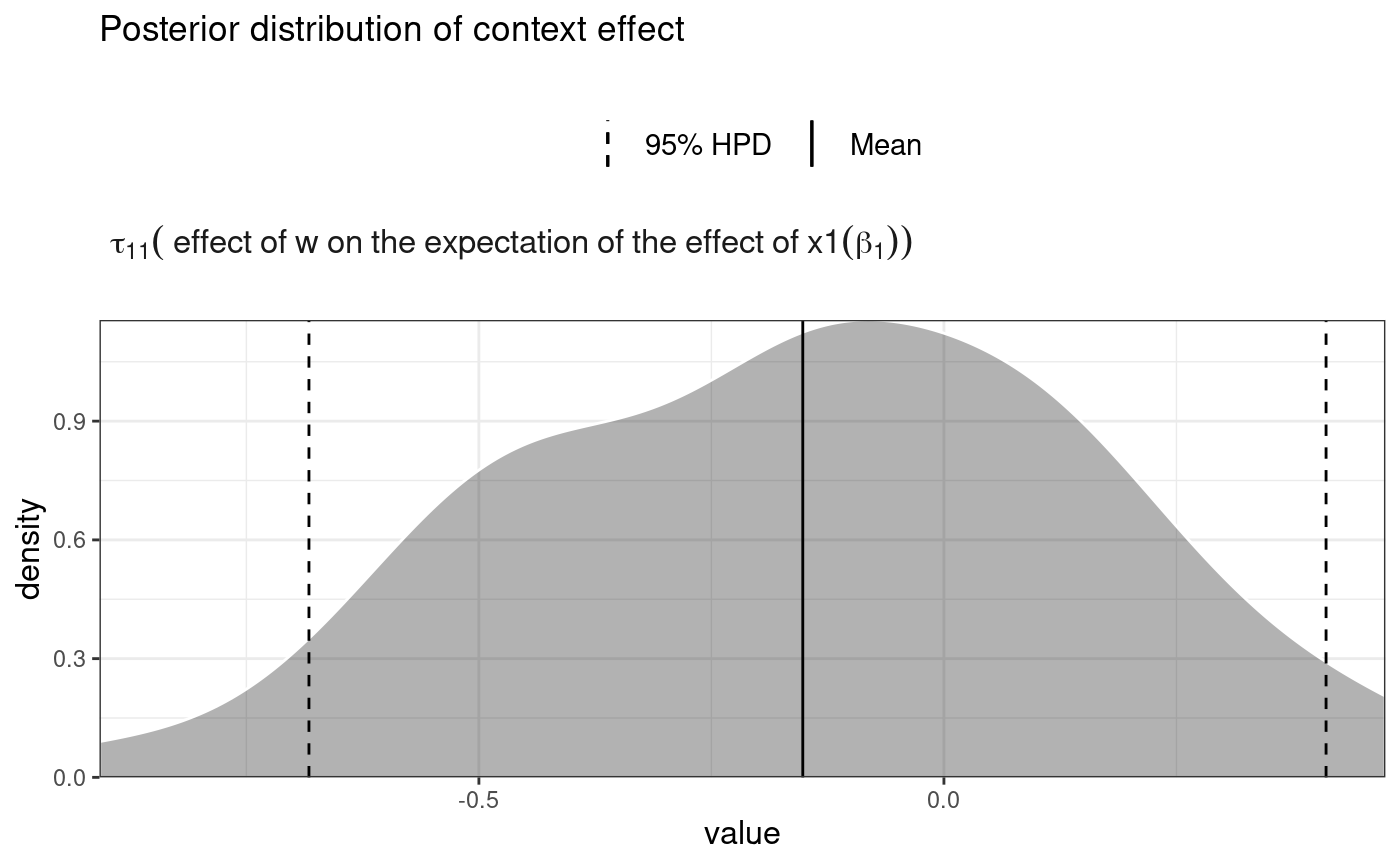 Posterior distribution of context effect
95% HPD Mean
τ₁₁( effect of w on the expectation of the effect of x1(β₁))
density
0.9
0.6
0.3
0.0
-0.5 0.0
value